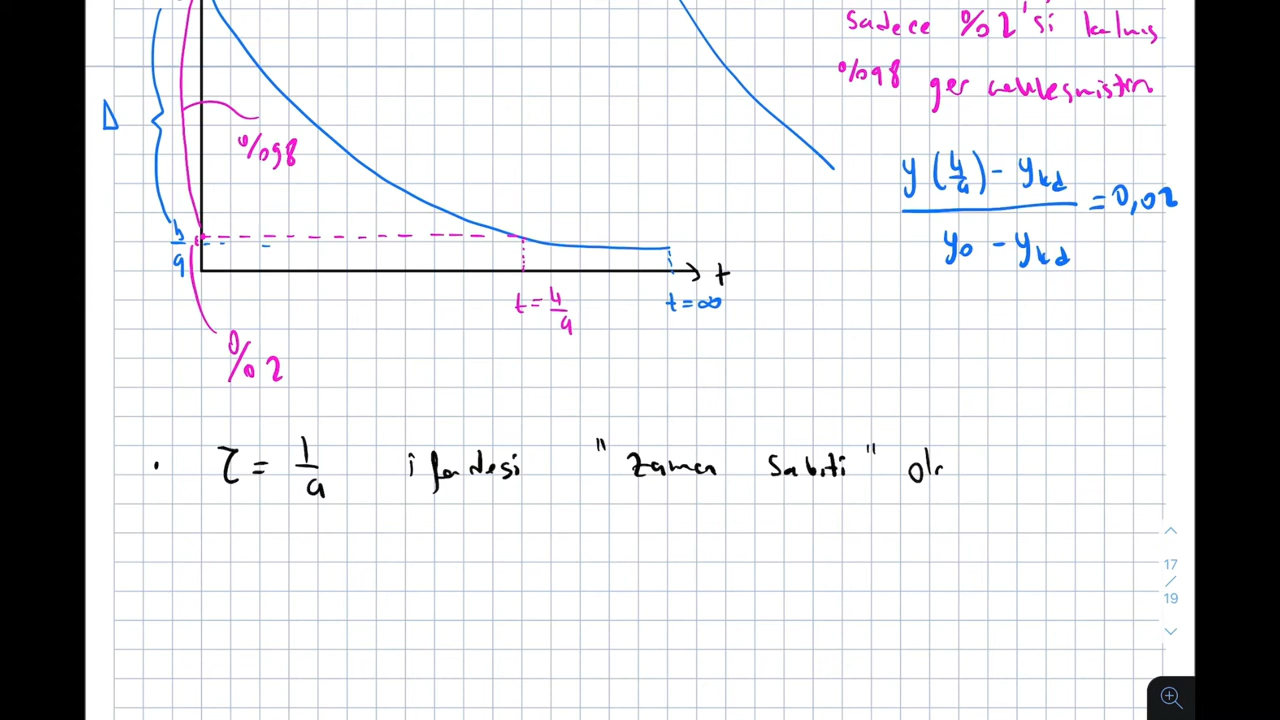 sadece %2'si kalmış
%98 gerçekleşmiştir
Δ
%98
y(4/a) - ykd / y0 - ykd = 0,02
b/a
t
t = 4/a
t = ∞
%2
• τ = 1/a ifadesi "zaman sabiti" ola
17
/
19